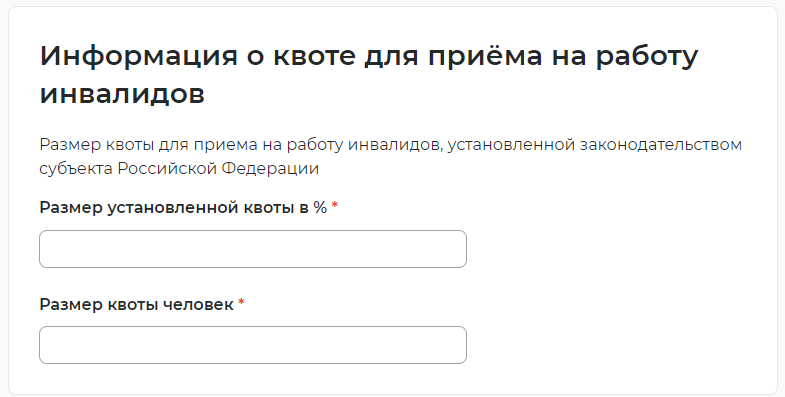 Информация о квоте для приёма на работу
инвалидов
Размер квоты для приема на работу инвалидов, установленной законодательством
субъекта Российской Федерации
Размер установленной квоты в % *
Размер квоты человек *